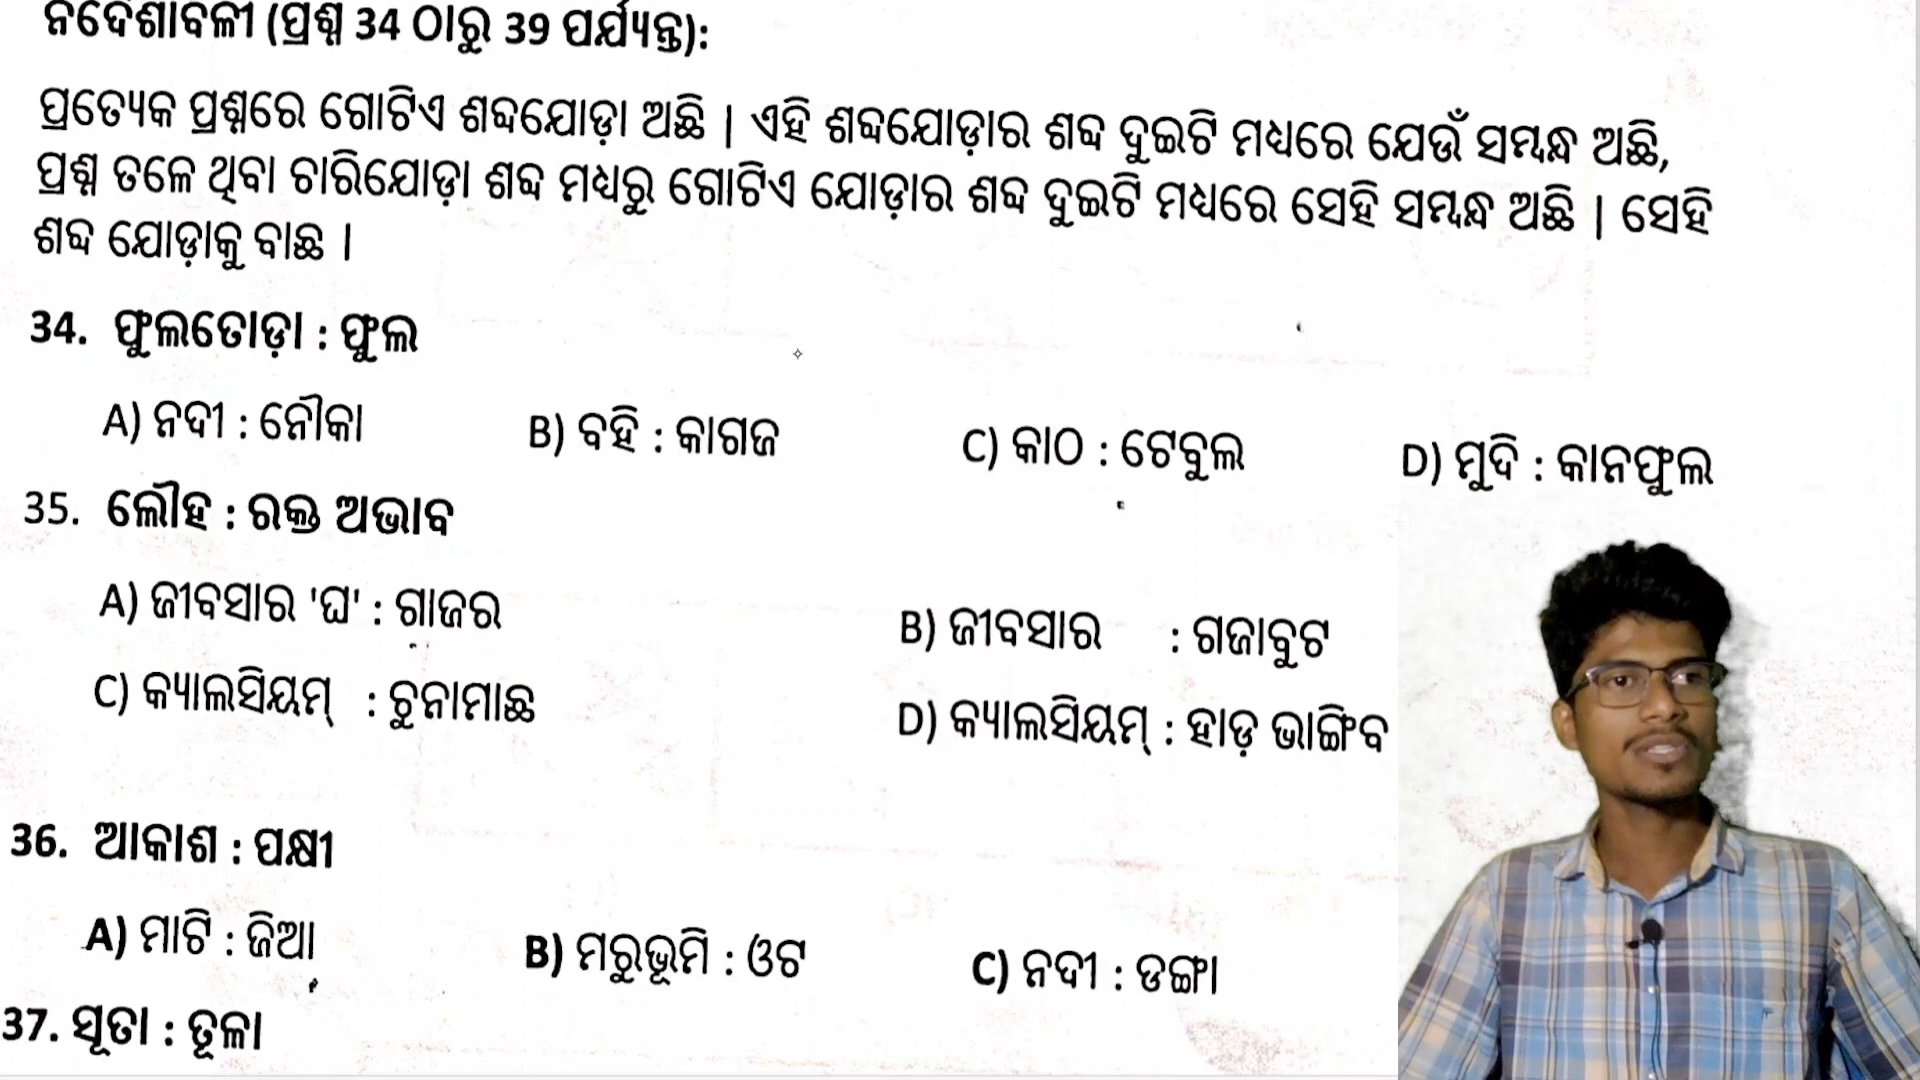 ନିର୍ଦେଶାବଳୀ (ପ୍ରଶ୍ନ 34 ଠାରୁ 39 ପର୍ଯ୍ୟନ୍ତ):
ପ୍ରତ୍ୟେକ ପ୍ରଶ୍ନରେ ଗୋଟିଏ ଶବ୍ଦଯୋଡ଼ା ଅଛି | ଏହି ଶବ୍ଦଯୋଡ଼ାର ଶବ୍ଦ ଦୁଇଟି ମଧ୍ୟରେ ଯେଉଁ ସମ୍ବନ୍ଧ ଅଛି,
ପ୍ରଶ୍ନ ତଳେ ଥିବା ଚାରିଯୋଡ଼ା ଶବ୍ଦ ମଧ୍ୟରୁ ଗୋଟିଏ ଯୋଡ଼ାର ଶବ୍ଦ ଦୁଇଟି ମଧ୍ୟରେ ସେହି ସମ୍ବନ୍ଧ ଅଛି | ସେହି
ଶବ୍ଦ ଯୋଡ଼ାକୁ ବାଛ |
34. ଫୁଲତୋଡ଼ା : ଫୁଲ
A) ନଦୀ : ନୌକା B) ବହି : କାଗଜ C) କାଠ : ଟେବୁଲ D) ମୁଦି : କାନଫୁଲ
35. ଲୌହ : ରକ୍ତ ଅଭାବ
A) ଜୀବସାର 'ଘ' : ଗାଜର B) ଜୀବସାର : ଗଜାବୁଟ
C) କ୍ୟାଲସିୟମ୍ : ଚୁନାମାଛ D) କ୍ୟାଲସିୟମ୍ : ହାଡ଼ ଭାଙ୍ଗିବ
36. ଆକାଶ : ପକ୍ଷୀ
A) ମାଟି : ଜିଆ B) ମରୁଭୂମି : ଓଟ C) ନଦୀ : ଡଙ୍ଗା
37. ସୂତା : ତୂଳା